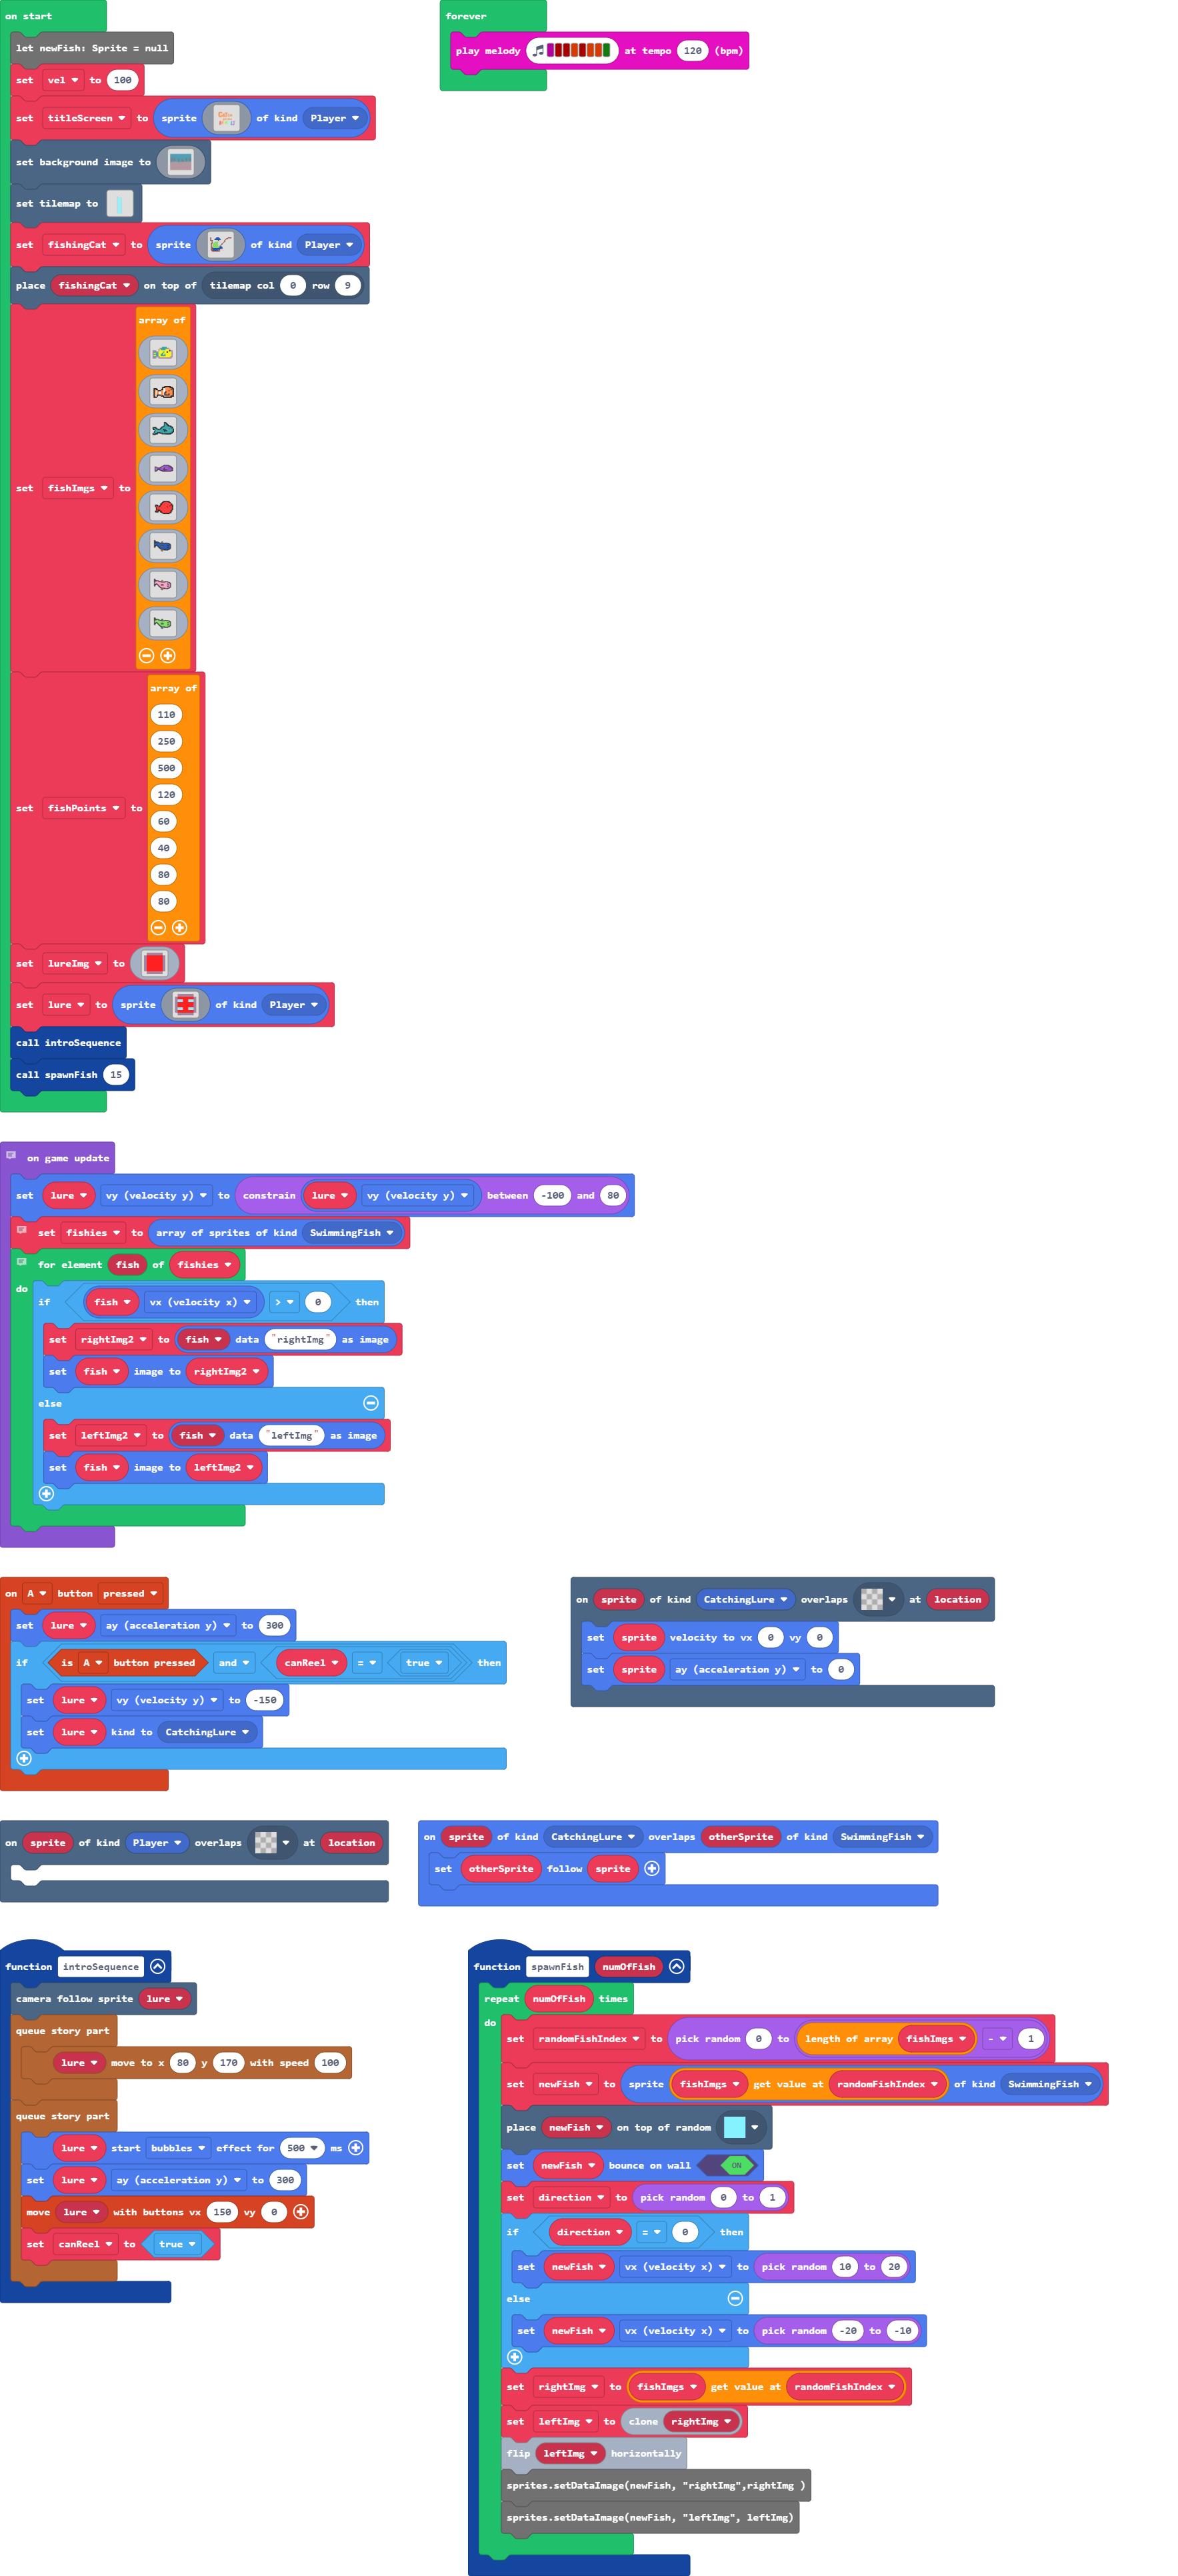 on start
let newFish: Sprite = null
set vel to 100
set titleScreen to sprite of kind Player
set background image to
set tilemap to
set fishingCat to sprite of kind Player
place fishingCat on top of tilemap col 0 row 9
set fishImgs to array of
set fishPoints to array of
110
250
500
120
60
40
80
80
set lureImg to
set lure to sprite of kind Player
call introSequence
call spawnFish 15
forever
play melody at tempo 120 (bpm)
on game update
set lure vy (velocity y) to constrain lure vy (velocity y) between -100 and 80
set fishies to array of sprites of kind SwimmingFish
for element fish of fishies
do
if fish vx (velocity x) > 0 then
set rightImg2 to fish data "rightImg" as image
set fish image to rightImg2
else
set leftImg2 to fish data "leftImg" as image
set fish image to leftImg2
on A button pressed
set lure ay (acceleration y) to 300
if is A button pressed and canReel = true then
set lure vy (velocity y) to -150
set lure kind to CatchingLure
on sprite of kind CatchingLure overlaps at location
set sprite velocity to vx 0 vy 0
set sprite ay (acceleration y) to 0
on sprite of kind Player overlaps at location
on sprite of kind CatchingLure overlaps otherSprite of kind SwimmingFish
set otherSprite follow sprite
function introSequence
camera follow sprite lure
queue story part
lure move to x 80 y 170 with speed 100
queue story part
lure start bubbles effect for 500 ms
set lure ay (acceleration y) to 300
move lure with buttons vx 150 vy 0
set canReel to true
function spawnFish numOfFish
repeat numOfFish times
do
set randomFishIndex to pick random 0 to length of array fishImgs - 1
set newFish to sprite fishImgs get value at randomFishIndex of kind SwimmingFish
place newFish on top of random
set newFish bounce on wall ON
set direction to pick random 0 to 1
if direction = 0 then
set newFish vx (velocity x) to pick random 10 to 20
else
set newFish vx (velocity x) to pick random -20 to -10
set rightImg to fishImgs get value at randomFishIndex
set leftImg to clone rightImg
flip leftImg horizontally
sprites.setDataImage(newFish, "rightImg",rightImg )
sprites.setDataImage(newFish, "leftImg", leftImg)